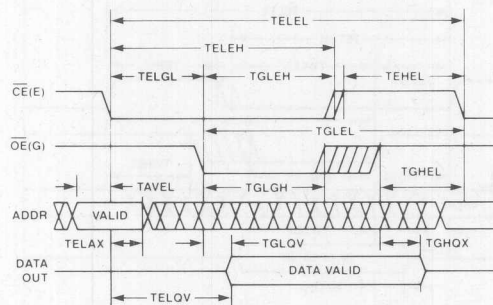 TELEL
TELEH
TELGL TGLEH TEHEL
CE(E)
TGLEL
OE(G)
TAVEL TGLGH TGHEL
ADDR VALID
TELAX TGLQV TGHQX
DATA OUT DATA VALID
TELQV